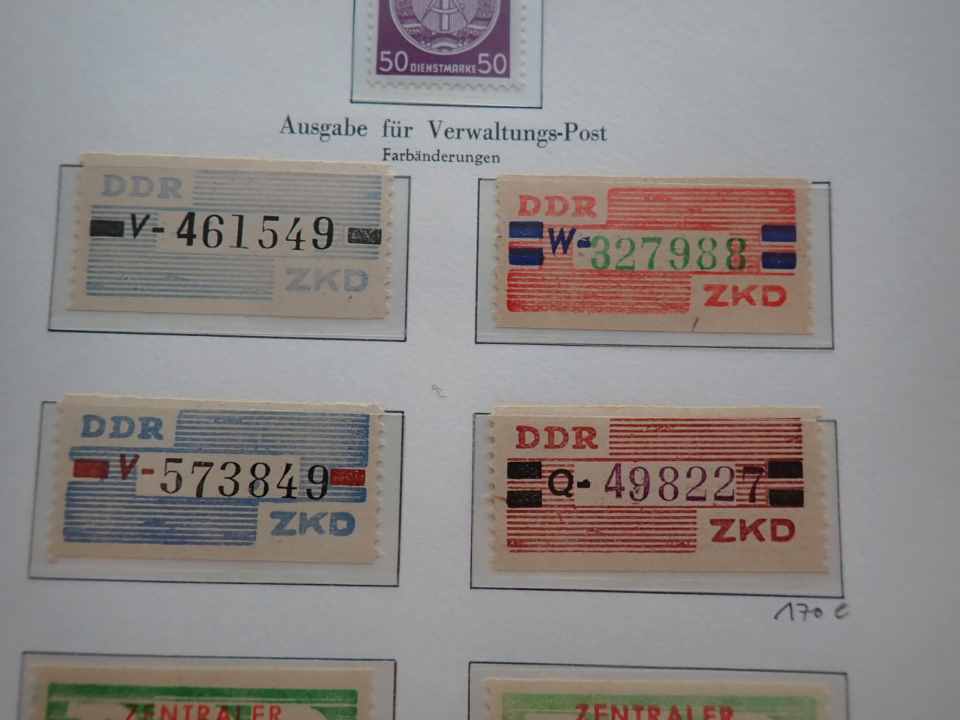 50 DIENSTMARKE 50
Ausgabe für Verwaltungs-Post
Farbänderungen
DDR
V-461549
ZKD
DDR
W-327988
ZKD
DDR
V-573849
ZKD
DDR
Q-498227
ZKD
170 €
ZENTRALER
ZENTRALER